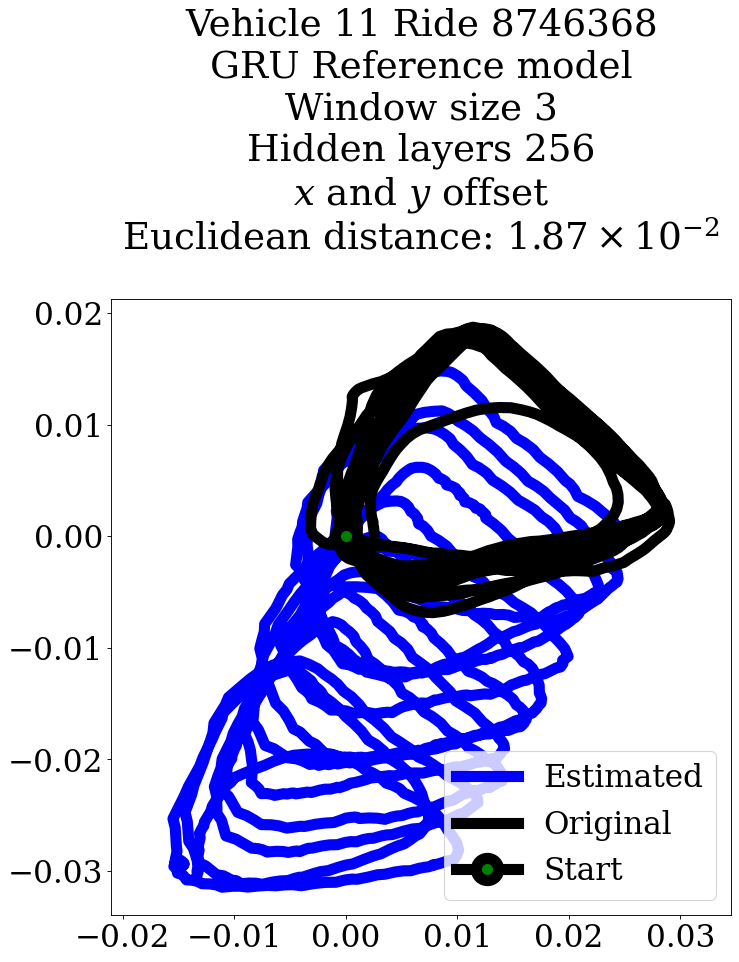 Vehicle 11 Ride 8746368
GRU Reference model
Window size 3
Hidden layers 256
x and y offset
Euclidean distance: 1.87 × 10⁻²
0.02
0.01
0.00
−0.01
−0.02
−0.03
Estimated
Original
Start
−0.02 −0.01 0.00 0.01 0.02 0.03